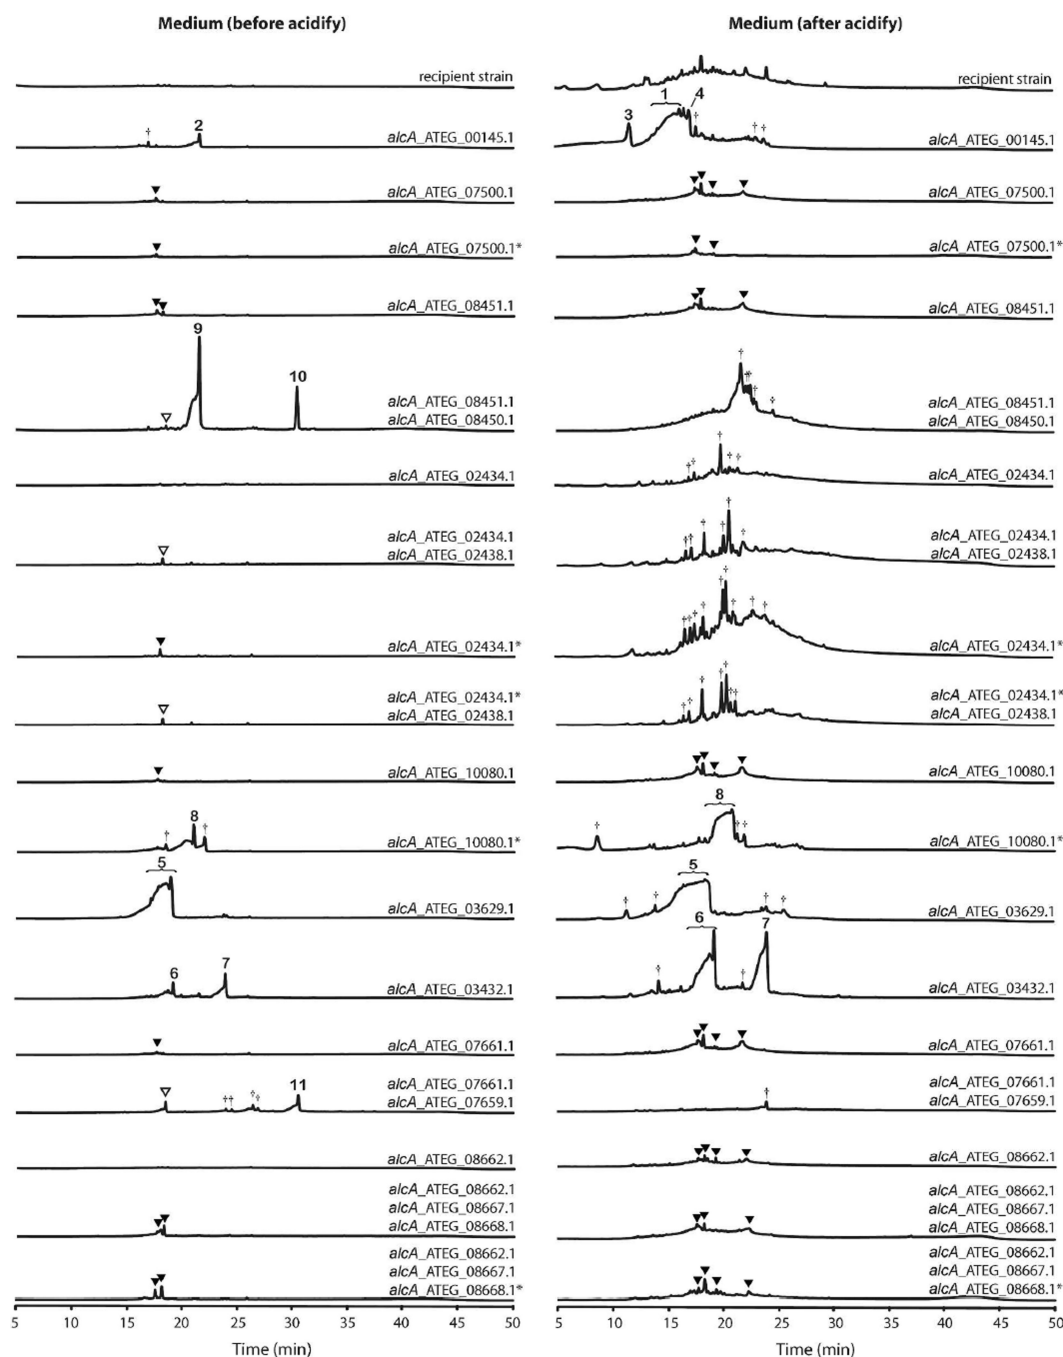 Medium (before acidify)
recipient strain
† 2
alcA_ATEG_00145.1
alcA_ATEG_07500.1
alcA_ATEG_07500.1*
alcA_ATEG_08451.1
9
10
alcA_ATEG_08451.1
alcA_ATEG_08450.1
alcA_ATEG_02434.1
alcA_ATEG_02434.1
alcA_ATEG_02438.1
alcA_ATEG_02434.1*
alcA_ATEG_02434.1*
alcA_ATEG_02438.1
alcA_ATEG_10080.1
† 8 †
alcA_ATEG_10080.1*
5
alcA_ATEG_03629.1
6 7
alcA_ATEG_03432.1
alcA_ATEG_07661.1
†† †† 11
alcA_ATEG_07661.1
alcA_ATEG_07659.1
alcA_ATEG_08662.1
alcA_ATEG_08662.1
alcA_ATEG_08667.1
alcA_ATEG_08668.1
alcA_ATEG_08662.1
alcA_ATEG_08667.1
alcA_ATEG_08668.1*
5 10 15 20 25 30 35 40 45 50
Time (min)
Medium (after acidify)
recipient strain
3 1 4 † † †
alcA_ATEG_00145.1
alcA_ATEG_07500.1
alcA_ATEG_07500.1*
alcA_ATEG_08451.1
† †† † †
alcA_ATEG_08451.1
alcA_ATEG_08450.1
†† † † †
alcA_ATEG_02434.1
†† † † † †
alcA_ATEG_02434.1
alcA_ATEG_02438.1
††† † †† † † †
alcA_ATEG_02434.1*
†† † † † ††
alcA_ATEG_02434.1*
alcA_ATEG_02438.1
alcA_ATEG_10080.1
† 8 ††
alcA_ATEG_10080.1*
† † 5 † †
alcA_ATEG_03629.1
† 6 † 7
alcA_ATEG_03432.1
alcA_ATEG_07661.1
†
alcA_ATEG_07661.1
alcA_ATEG_07659.1
alcA_ATEG_08662.1
alcA_ATEG_08662.1
alcA_ATEG_08667.1
alcA_ATEG_08668.1
alcA_ATEG_08662.1
alcA_ATEG_08667.1
alcA_ATEG_08668.1*
5 10 15 20 25 30 35 40 45 50
Time (min)